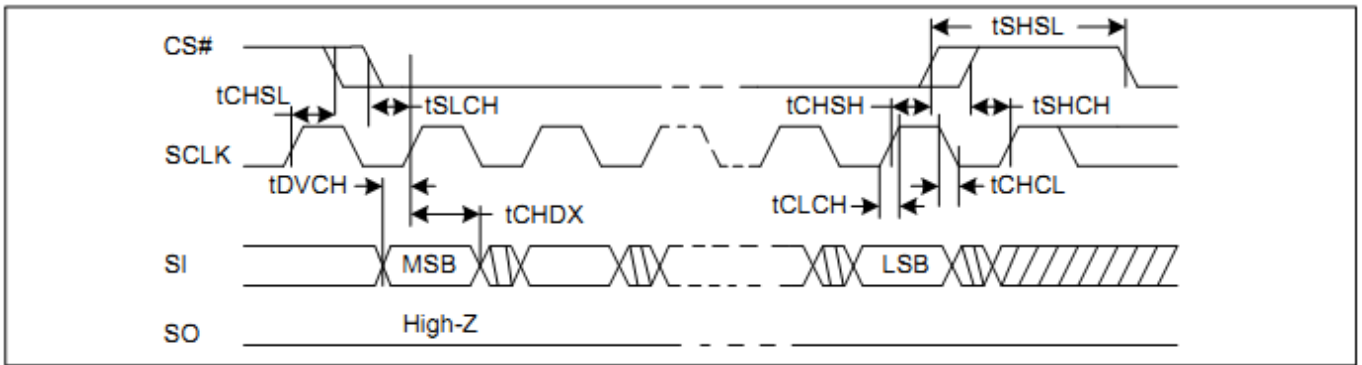 tSHSL
CS#
tCHSL
tSLCH
tCHSH
tSHCH
SCLK
tDVCH
tCHCL
tCHDX
tCLCH
SI
MSB
LSB
High-Z
SO